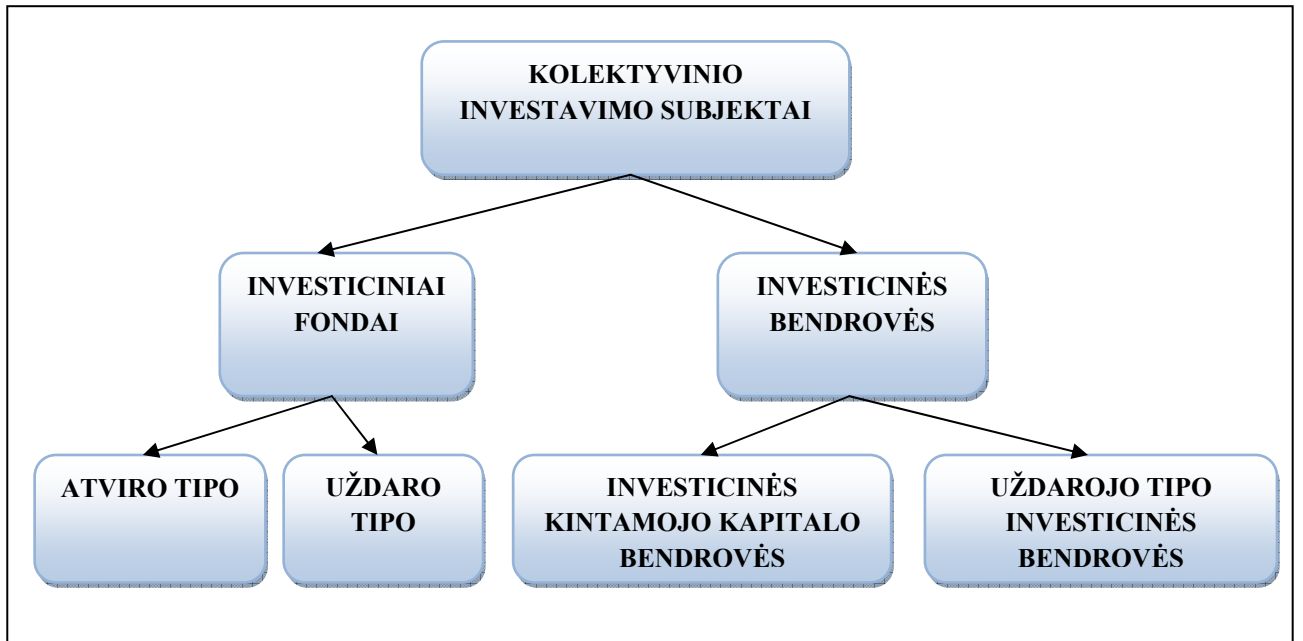 KOLEKTYVINIO
INVESTAVIMO SUBJEKTAI
INVESTICINIAI
FONDAI
INVESTICINĖS
BENDROVĖS
ATVIRO TIPO
UŽDARO
TIPO
INVESTICINĖS
KINTAMOJO KAPITALO
BENDROVĖS
UŽDAROJO TIPO
INVESTICINĖS
BENDROVĖS